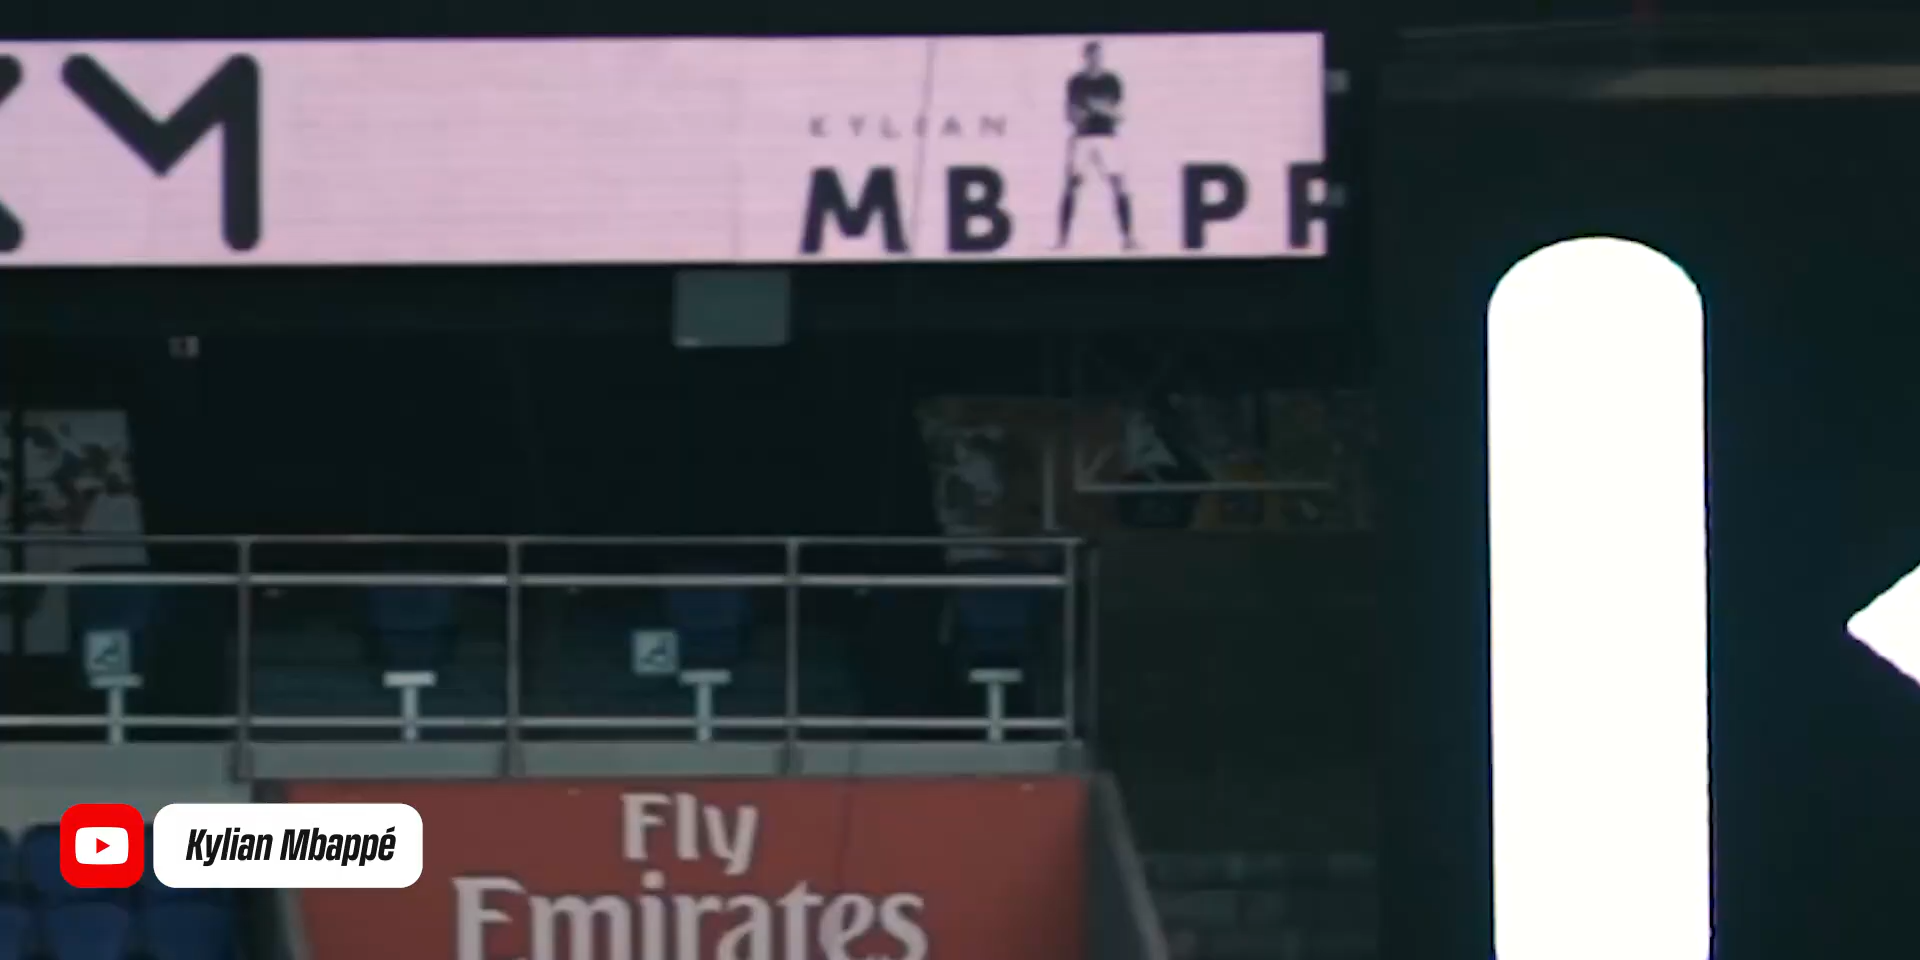 KM
KYLIAN
MBAPP
Kylian Mbappé
Fly
Emirates